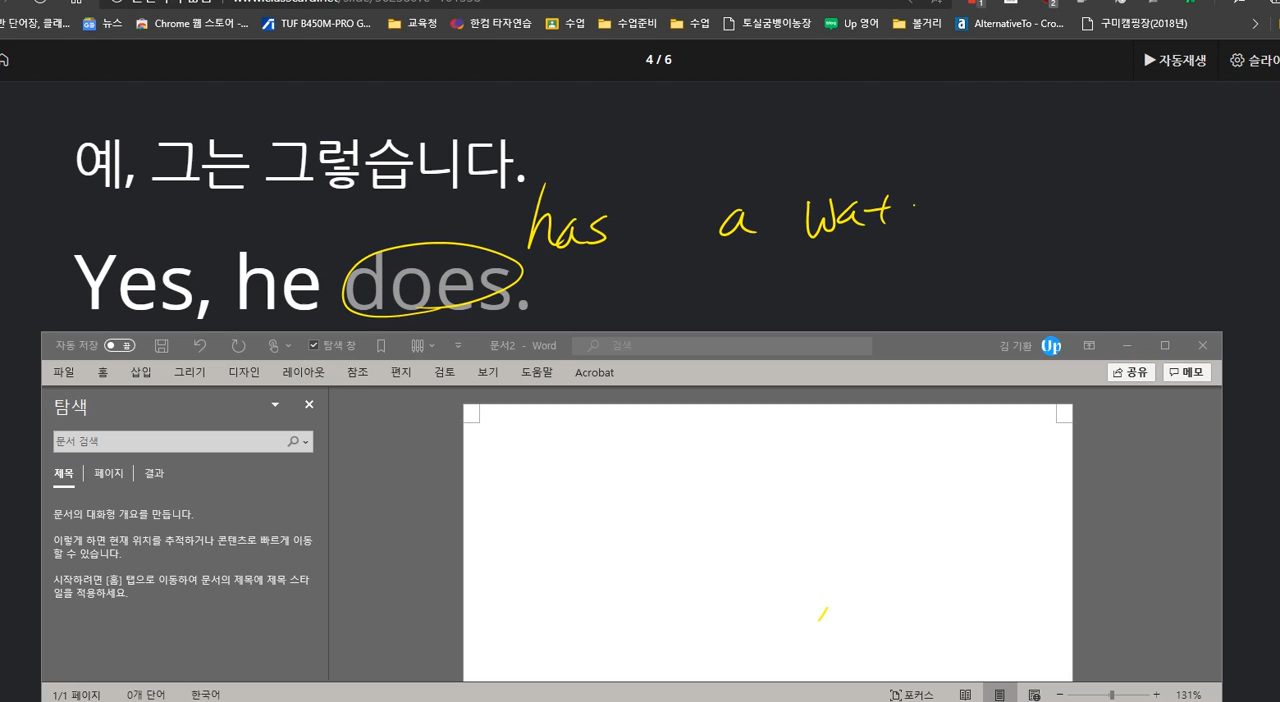 뉴스
Chrome 웹 스토어 -...
TUF B450M-PRO G...
교육청
한컴 타자연습
수업
수업준비
수업
토실금뱅이농장
Up 영어
볼거리
AlternativeTo - Cro...
구미캠핑장(2018년)
4 / 6
자동재생
예, 그는 그렇습니다.
has a wat
Yes, he does.
자동 저장
끔
탐색 창
문서2 - Word
검색
김 기환
Up
파일 홈 삽입 그리기 디자인 레이아웃 참조 편지 검토 보기 도움말 Acrobat
공유
메모
탐색
문서 검색
제목 페이지 결과
문서의 대화형 개요를 만듭니다.
이렇게 하면 현재 위치를 추적하거나 콘텐츠로 빠르게 이동
할 수 있습니다.
시작하려면 [홈] 탭으로 이동하여 문서의 제목에 제목 스타
일을 적용하세요.
1/1 페이지 0개 단어 한국어
포커스
131%